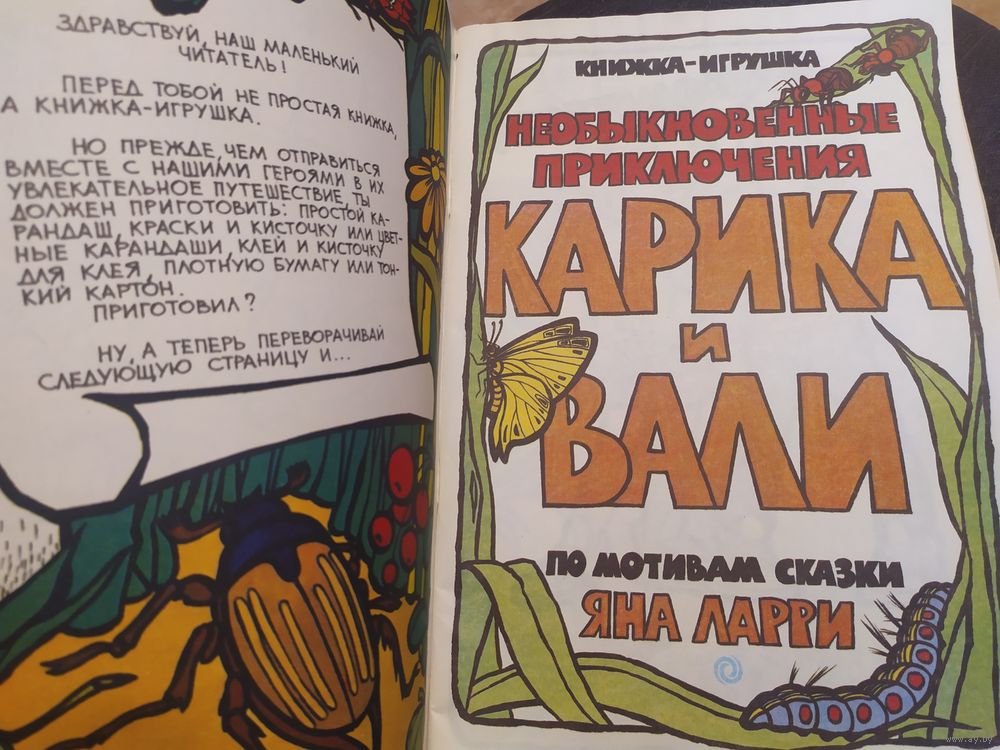 ЗДРАВСТВУЙ, НАШ МАЛЕНЬКИЙ
ЧИТАТЕЛЬ!
ПЕРЕД ТОБОЙ НЕ ПРОСТАЯ КНИЖКА,
А КНИЖКА-ИГРУШКА.
НО ПРЕЖДЕ, ЧЕМ ОТПРАВИТЬСЯ
ВМЕСТЕ С НАШИМИ ГЕРОЯМИ В ИХ
УВЛЕКАТЕЛЬНОЕ ПУТЕШЕСТВИЕ, ТЫ
ДОЛЖЕН ПРИГОТОВИТЬ: ПРОСТОЙ КА-
РАНДАШ, КРАСКИ И КИСТОЧКУ ИЛИ ЦВЕТ-
НЫЕ КАРАНДАШИ, КЛЕЙ И КИСТОЧКУ
ДЛЯ КЛЕЯ, ПЛОТНУЮ БУМАГУ ИЛИ ТОН-
КИЙ КАРТОН.
ПРИГОТОВИЛ?
НУ, А ТЕПЕРЬ ПЕРЕВОРАЧИВАЙ
СЛЕДУЮЩУЮ СТРАНИЦУ И...
КНИЖКА-ИГРУШКА
НЕОБЫКНОВЕННЫЕ
ПРИКЛЮЧЕНИЯ
КАРИКА
И
ВАЛИ
ПО МОТИВАМ СКАЗКИ
ЯНА ЛАРРИ
www.ay.by